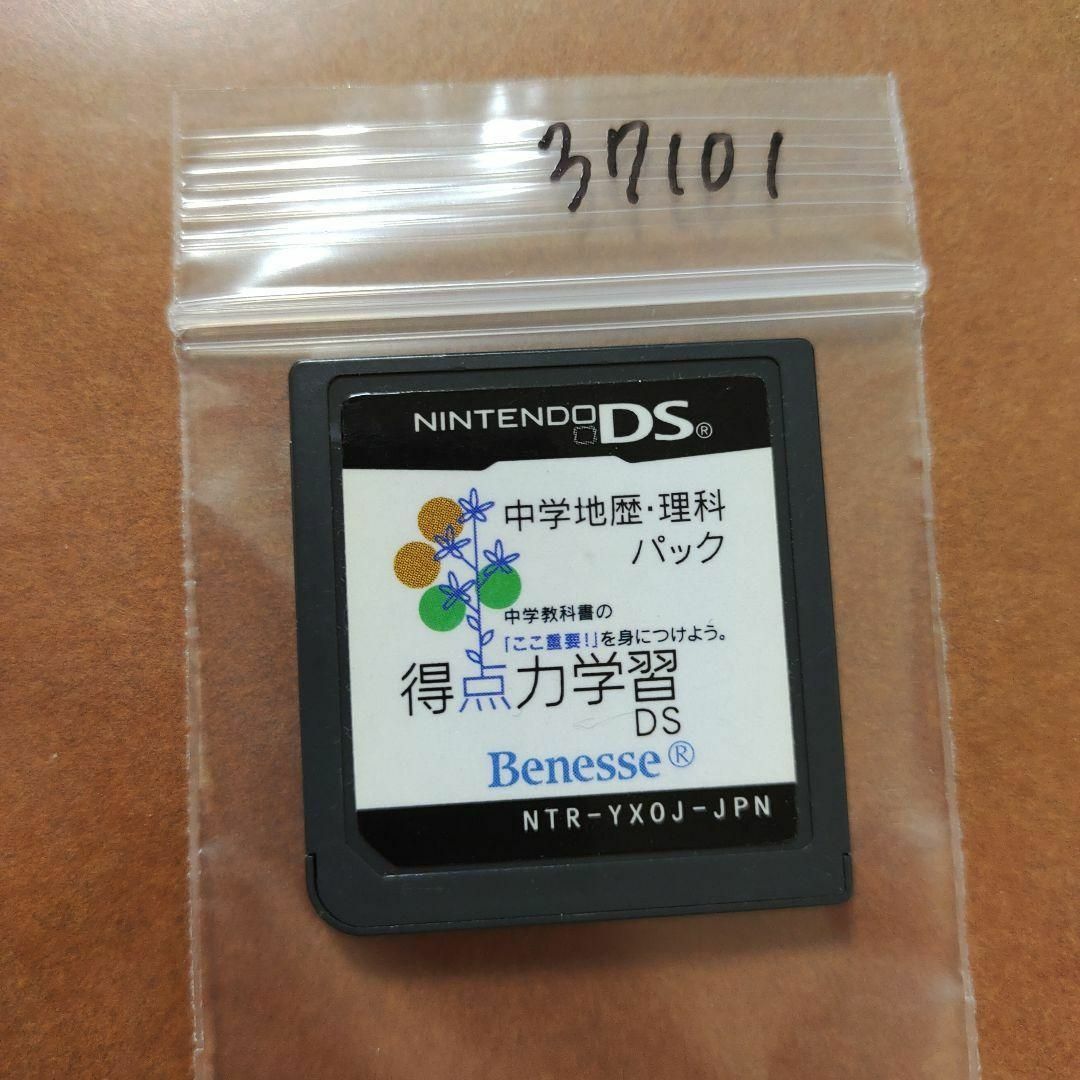 37101
NINTENDO DS®
中学地歴・理科
パック
中学教科書の
「ここ重要!」を身につけよう。
得点力学習
DS
Benesse®
NTR-YX0J-JPN